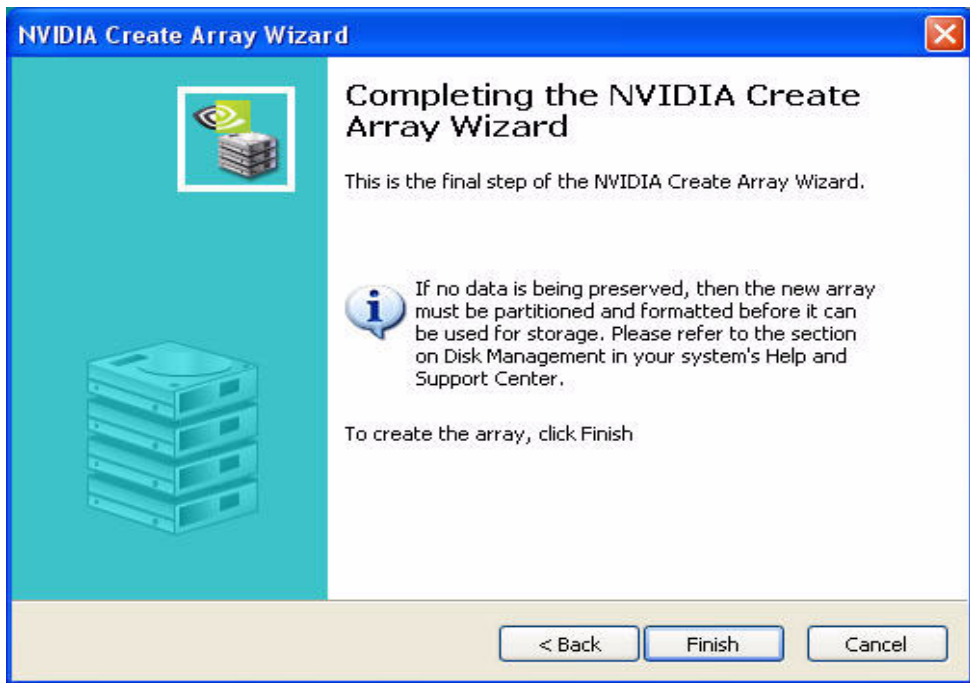 NVIDIA Create Array Wizard
Completing the NVIDIA Create
Array Wizard
This is the final step of the NVIDIA Create Array Wizard.
If no data is being preserved, then the new array
must be partitioned and formatted before it can
be used for storage. Please refer to the section
on Disk Management in your system's Help and
Support Center.
To create the array, click Finish
< Back
Finish
Cancel